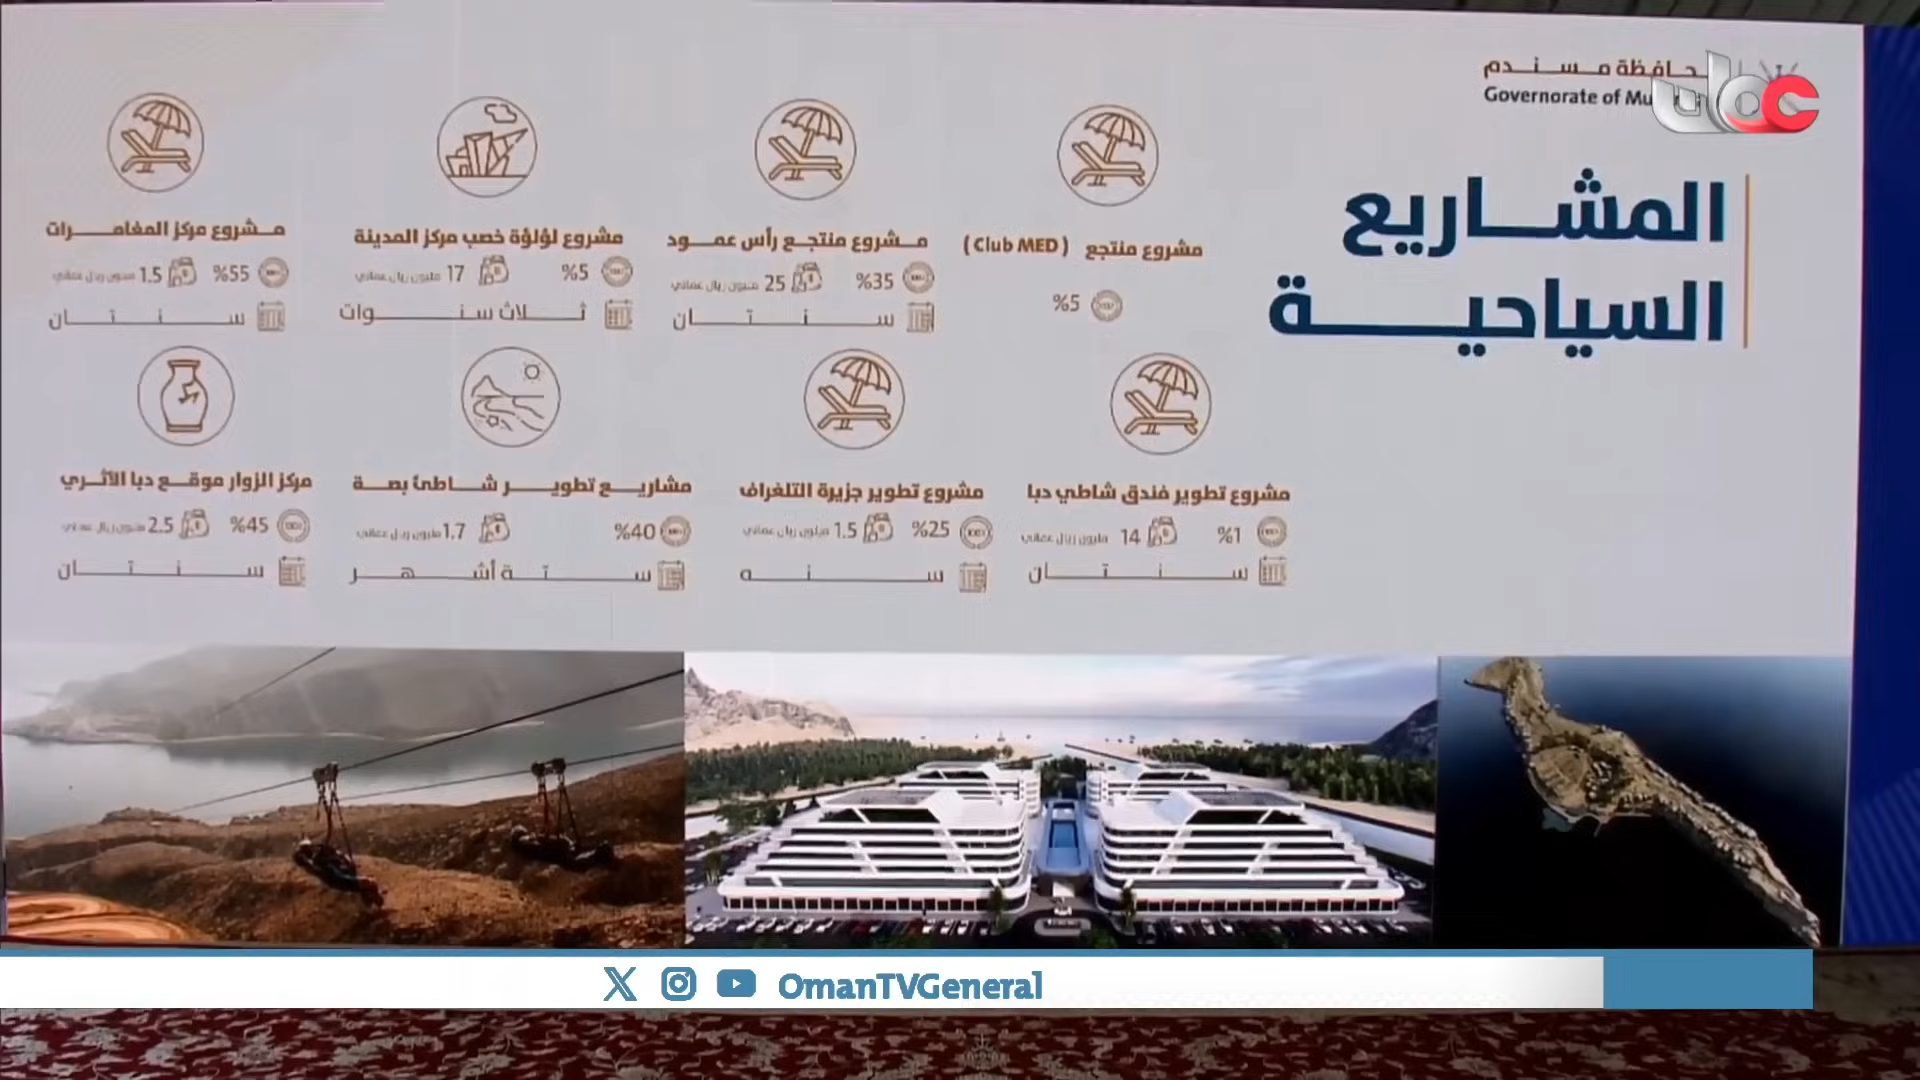 محافظة مسندم
Governorate of Mu
المشاريع
السياحية
مشروع منتجع (Club MED)
%5
مشروع منتجع رأس عمود
%35 25 مليون ريال عماني
سنتان
مشروع لؤلؤة خصب مركز المدينة
%5 17 مليون ريال عماني
ثلاث سنوات
مشروع مركز المغامرات
%55 1.5 مليون ريال عماني
سنتان
مشروع تطوير فندق شاطي دبا
%1 14 مليون ريال عماني
سنتان
مشروع تطوير جزيرة التلغراف
%25 1.5 مليون ريال عماني
سنه
مشاريع تطوير شاطئ بصة
%40 1.7 مليون ريال عماني
ستة أشهر
مركز الزوار موقع دبا الأثري
%45 2.5 مليون ريال عماني
سنتان
OmanTVGeneral